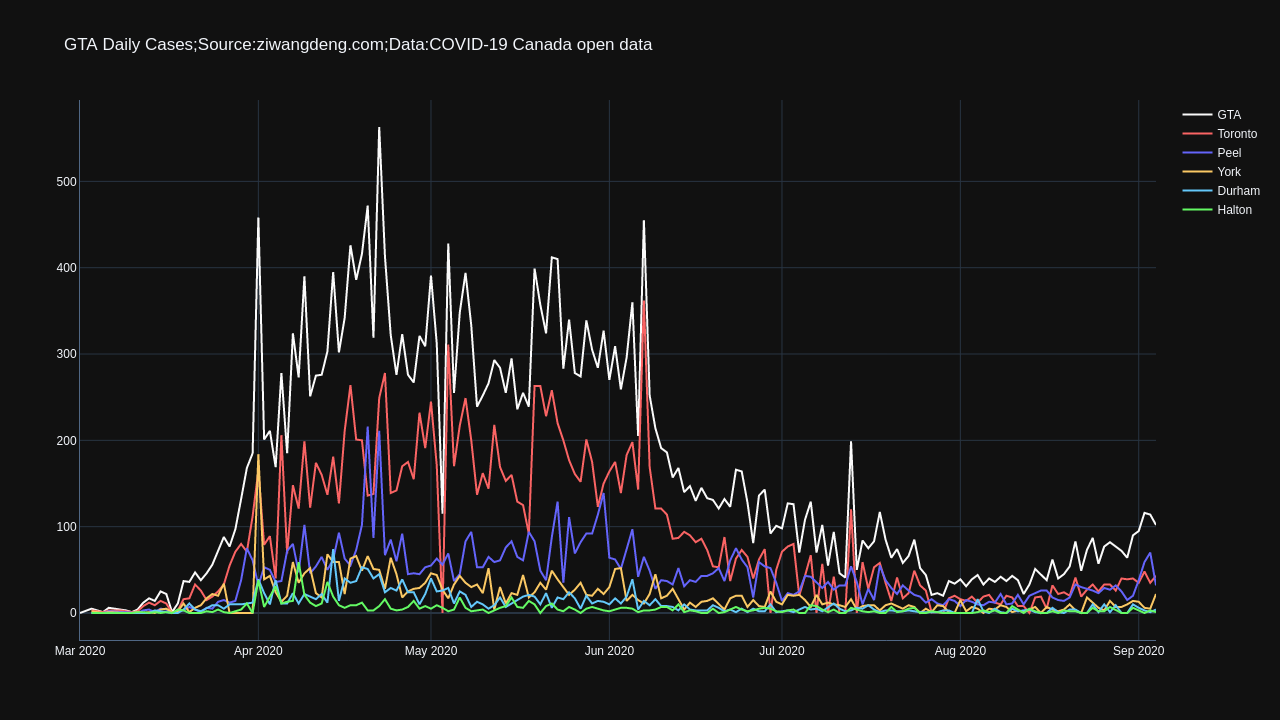 GTA Daily Cases;Source:ziwangdeng.com;Data:COVID-19 Canada open data
GTA
Toronto
Peel
York
Durham
Halton
500
400
300
200
100
0
Mar 2020 Apr 2020 May 2020 Jun 2020 Jul 2020 Aug 2020 Sep 2020